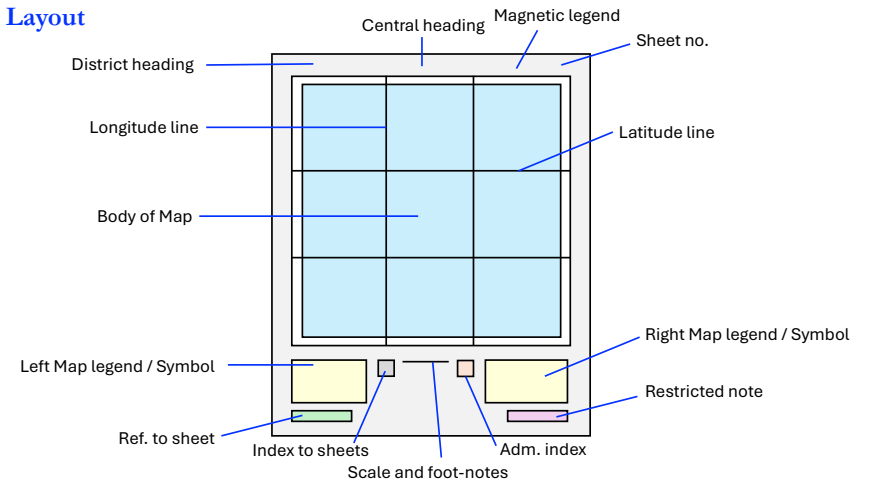 Layout
Central heading
Magnetic legend
Sheet no.
District heading
Longitude line
Latitude line
Body of Map
Right Map legend / Symbol
Left Map legend / Symbol
Restricted note
Ref. to sheet
Index to sheets
Adm. index
Scale and foot-notes